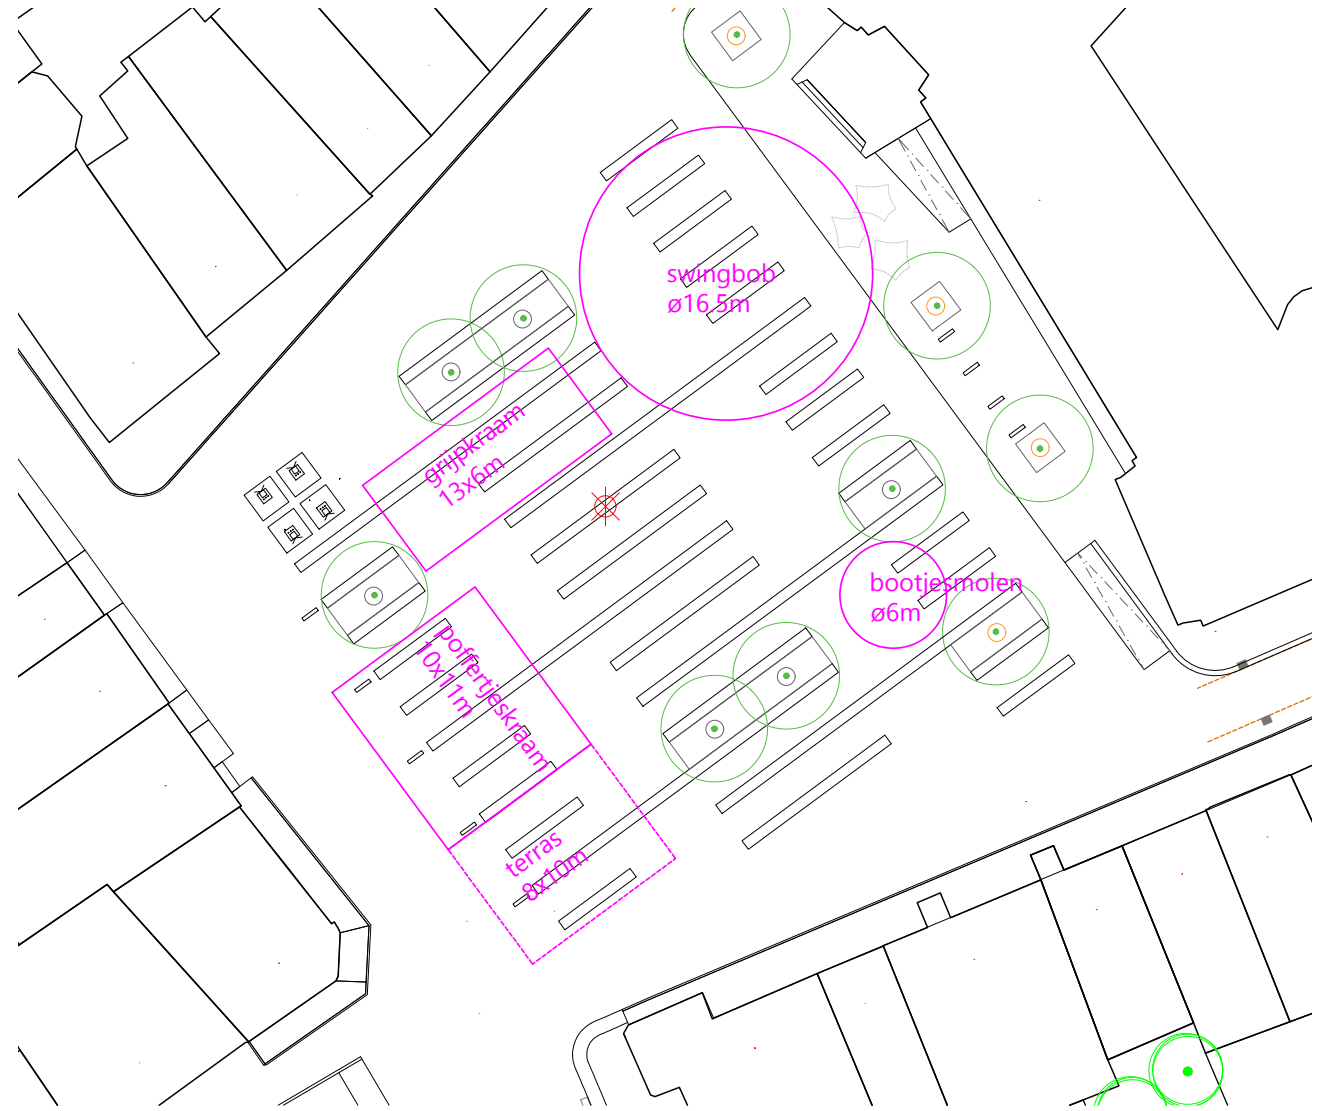 swingbob
ø16,5m
grijpkraam
13x6m
bootjesmolen
ø6m
poffertjeskraam
10x11m
terras
8x10m